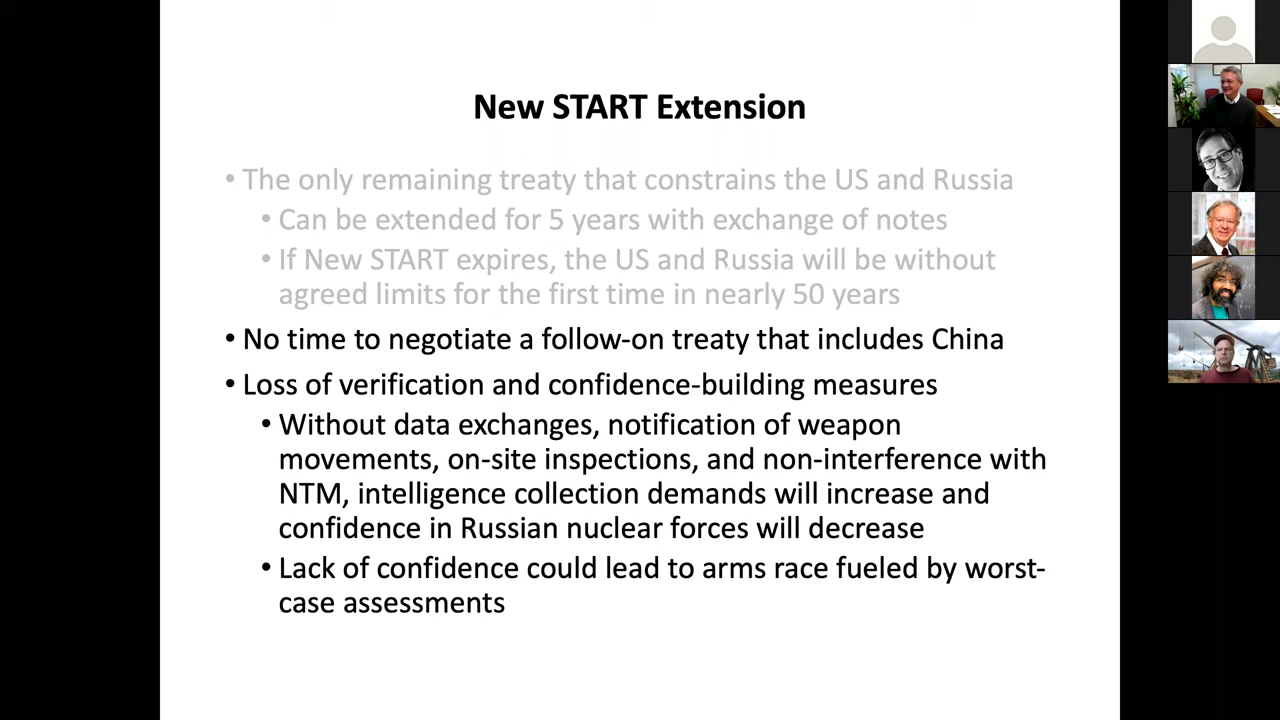 New START Extension
• The only remaining treaty that constrains the US and Russia
• Can be extended for 5 years with exchange of notes
• If New START expires, the US and Russia will be without
agreed limits for the first time in nearly 50 years
• No time to negotiate a follow-on treaty that includes China
• Loss of verification and confidence-building measures
• Without data exchanges, notification of weapon
movements, on-site inspections, and non-interference with
NTM, intelligence collection demands will increase and
confidence in Russian nuclear forces will decrease
• Lack of confidence could lead to arms race fueled by worst-
case assessments